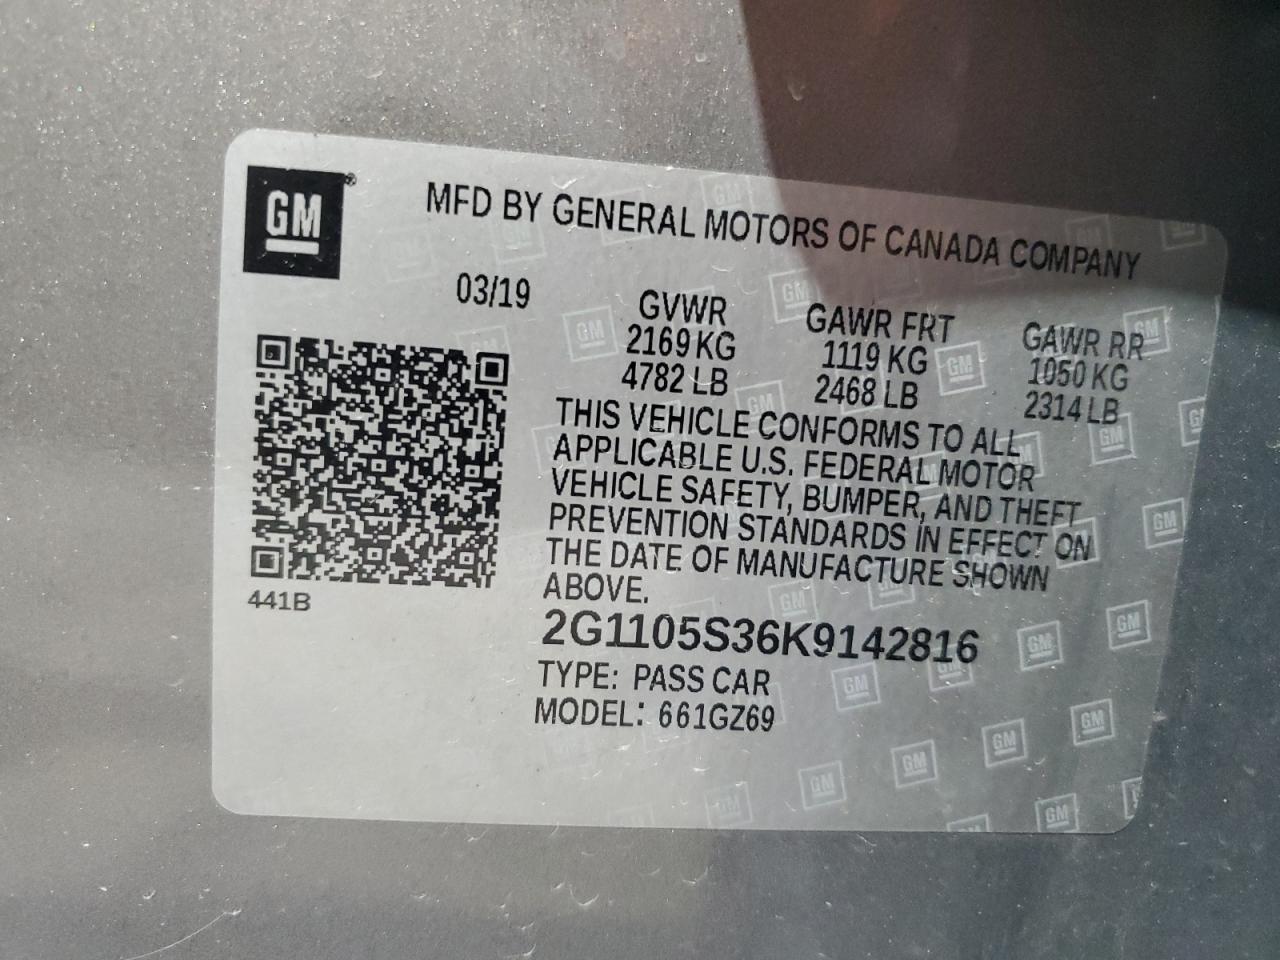 GM
MFD BY GENERAL MOTORS OF CANADA COMPANY
03/19
GVWR
2169 KG
4782 LB
GAWR FRT
1119 KG
2468 LB
GAWR RR
1050 KG
2314 LB
THIS VEHICLE CONFORMS TO ALL
APPLICABLE U.S. FEDERAL MOTOR
VEHICLE SAFETY, BUMPER, AND THEFT
PREVENTION STANDARDS IN EFFECT ON
THE DATE OF MANUFACTURE SHOWN
ABOVE.
441B
2G1105S36K9142816
TYPE: PASS CAR
MODEL: 661GZ69